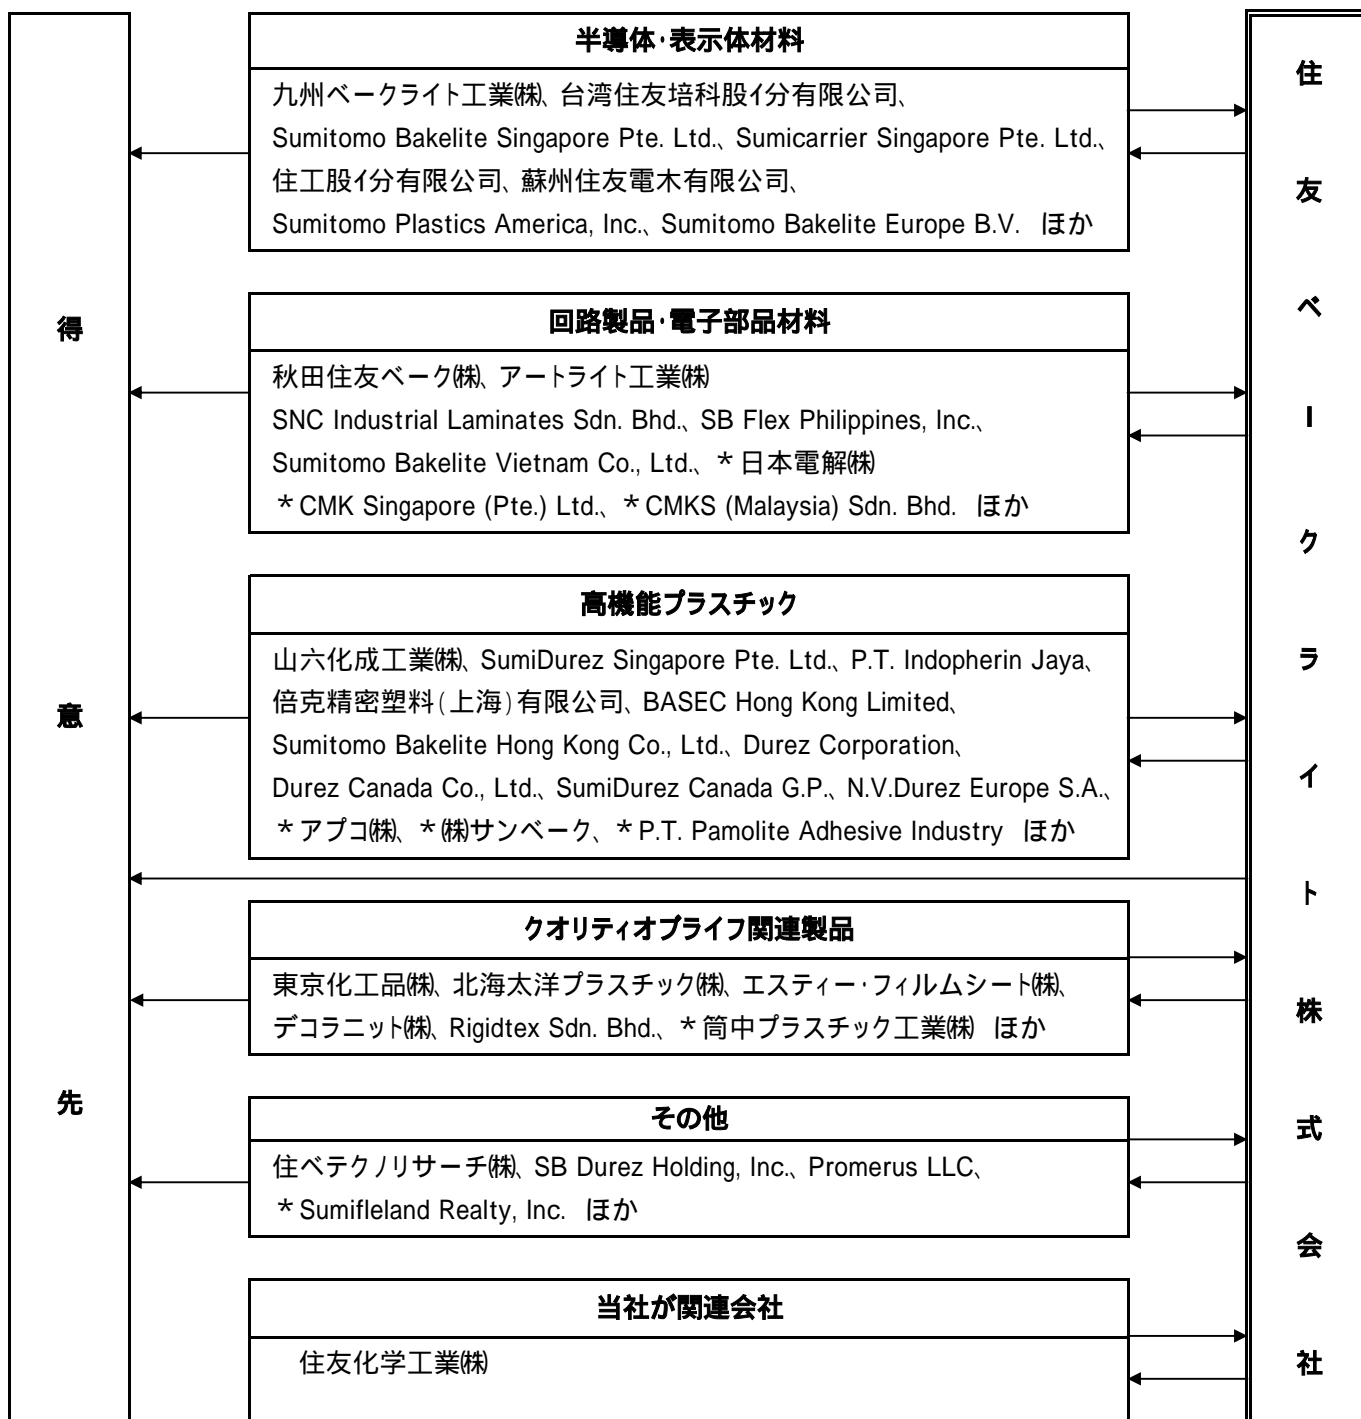 得意先
半導体・表示体材料
九州ベークライト工業㈱、台湾住友培科股イ分有限公司、
Sumitomo Bakelite Singapore Pte. Ltd.、Sumicarrier Singapore Pte. Ltd.、
住工股イ分有限公司、蘇州住友電木有限公司、
Sumitomo Plastics America, Inc.、Sumitomo Bakelite Europe B.V. ほか
回路製品・電子部品材料
秋田住友ベーク㈱、アートライト工業㈱
SNC Industrial Laminates Sdn. Bhd.、SB Flex Philippines, Inc.、
Sumitomo Bakelite Vietnam Co., Ltd.、＊日本電解㈱
＊CMK Singapore (Pte.) Ltd.、＊CMKS (Malaysia) Sdn. Bhd. ほか
高機能プラスチック
山六化成工業㈱、SumiDurez Singapore Pte. Ltd.、P.T. Indopherin Jaya、
倍克精密塑料(上海)有限公司、BASEC Hong Kong Limited、
Sumitomo Bakelite Hong Kong Co., Ltd.、Durez Corporation、
Durez Canada Co., Ltd.、SumiDurez Canada G.P.、N.V.Durez Europe S.A.、
＊アプコ㈱、＊㈱サンベーク、＊P.T. Pamolite Adhesive Industry ほか
クオリティオブライフ関連製品
東京化工品㈱、北海太洋プラスチック㈱、エスティー・フィルムシート㈱、
デコラニット㈱、Rigidtex Sdn. Bhd.、＊筒中プラスチック工業㈱ ほか
その他
住ベテクノリサーチ㈱、SB Durez Holding, Inc.、Promerus LLC、
＊Sumifleland Realty, Inc. ほか
当社が関連会社
住友化学工業㈱
住友ベークライト株式会社